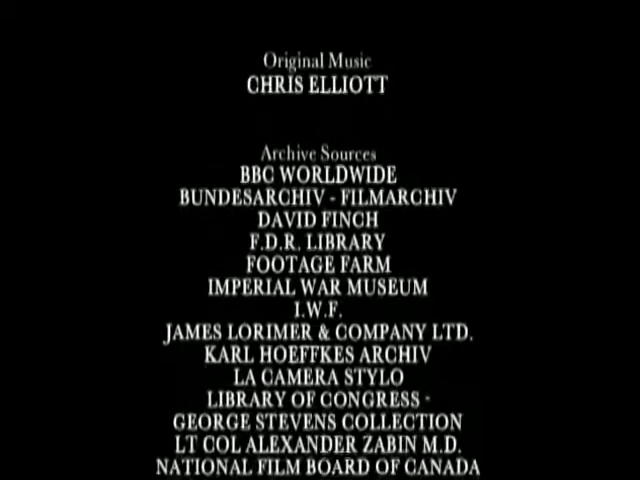 Original Music
CHRIS ELLIOTT
Archive Sources
BBC WORLDWIDE
BUNDESARCHIV - FILMARCHIV
DAVID FINCH
F.D.R. LIBRARY
FOOTAGE FARM
IMPERIAL WAR MUSEUM
I.W.F.
JAMES LORIMER & COMPANY LTD.
KARL HOEFFKES ARCHIV
LA CAMERA STYLO
LIBRARY OF CONGRESS -
GEORGE STEVENS COLLECTION
LT COL ALEXANDER ZABIN M.D.
NATIONAL FILM BOARD OF CANADA